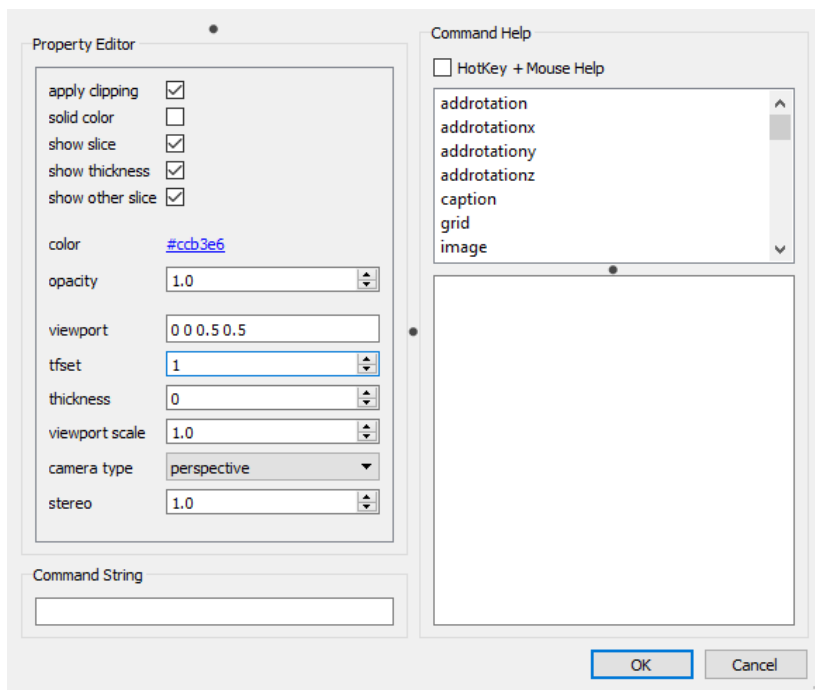 Property Editor
apply clipping
solid color
show slice
show thickness
show other slice
color #ccb3e6
opacity 1.0
viewport 0 0 0.5 0.5
tfset 1
thickness 0
viewport scale 1.0
camera type perspective
stereo 1.0
Command String
Command Help
HotKey + Mouse Help
addrotation
addrotationx
addrotationy
addrotationz
caption
grid
image
OK Cancel